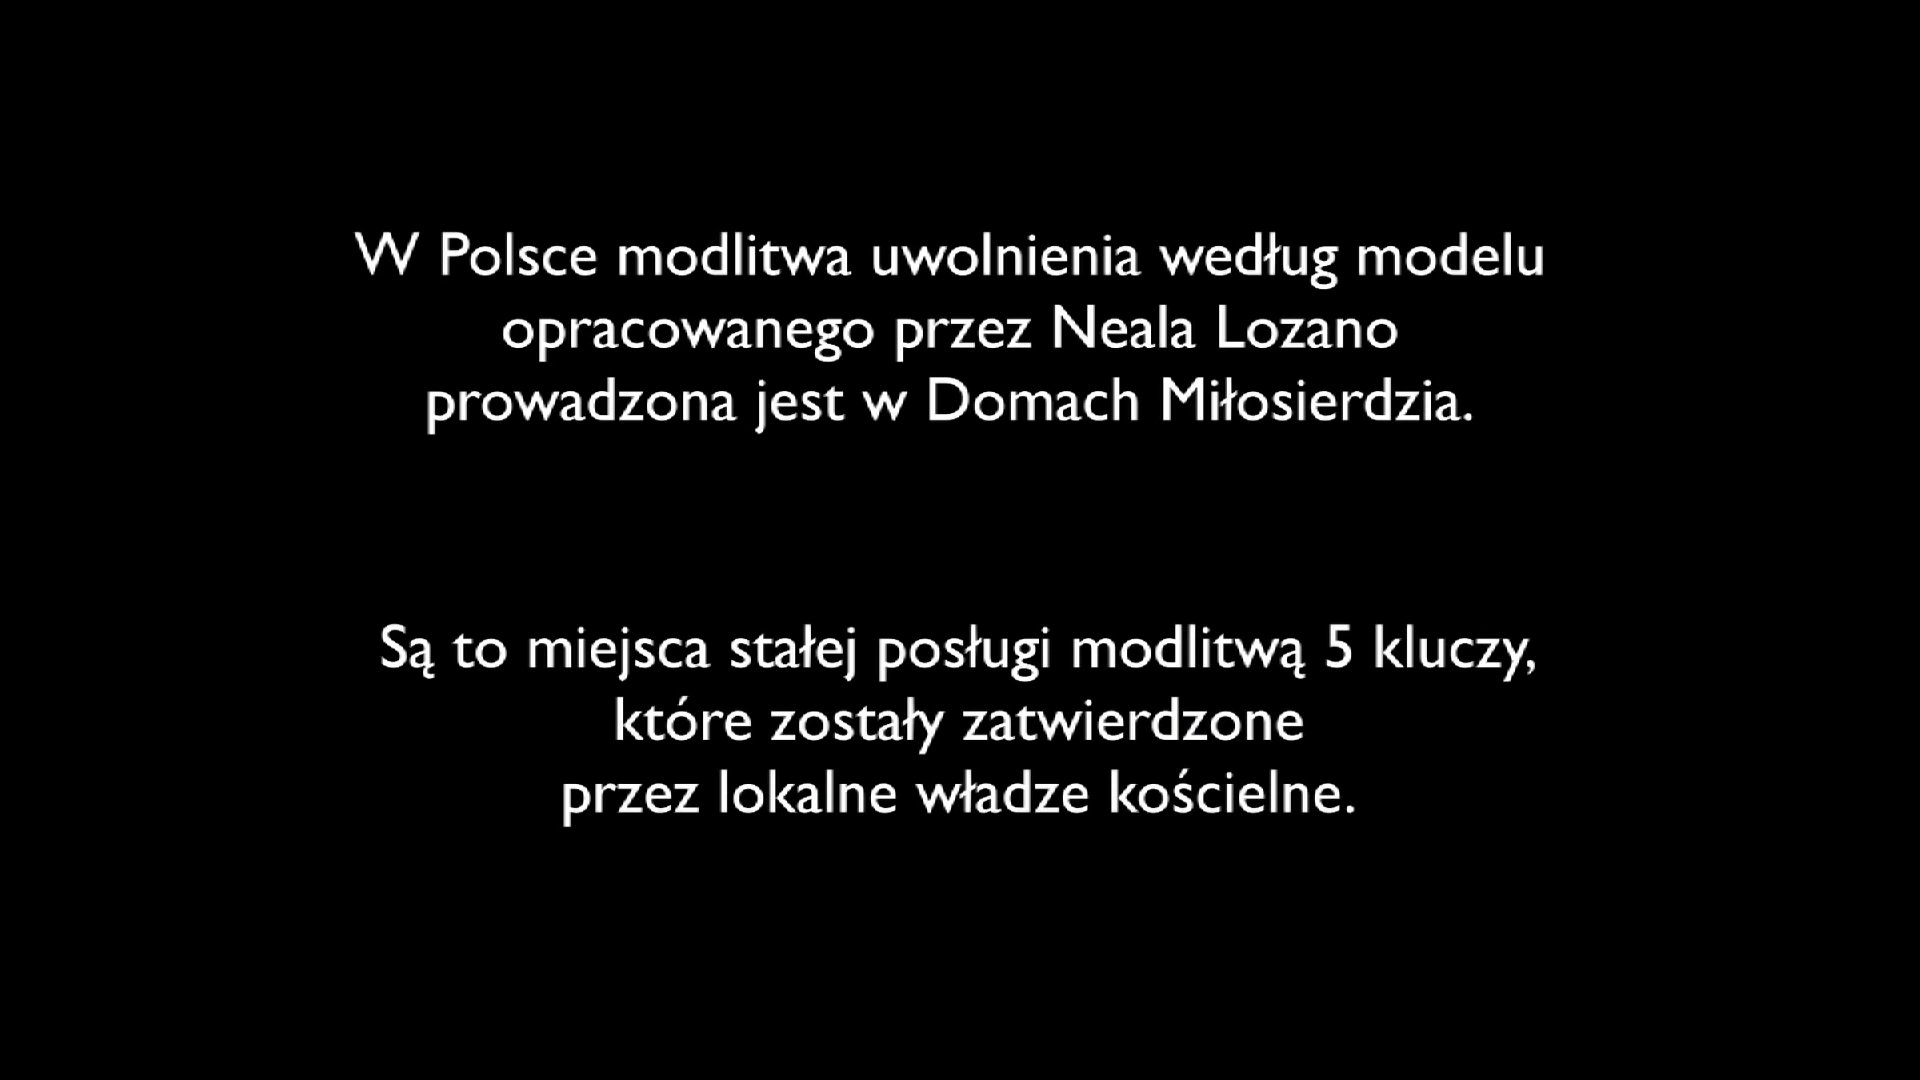 W Polsce modlitwa uwolnienia według modelu
opracowanego przez Neala Lozano
prowadzona jest w Domach Miłosierdzia.
Są to miejsca stałej posługi modlitwą 5 kluczy,
które zostały zatwierdzone
przez lokalne władze kościelne.